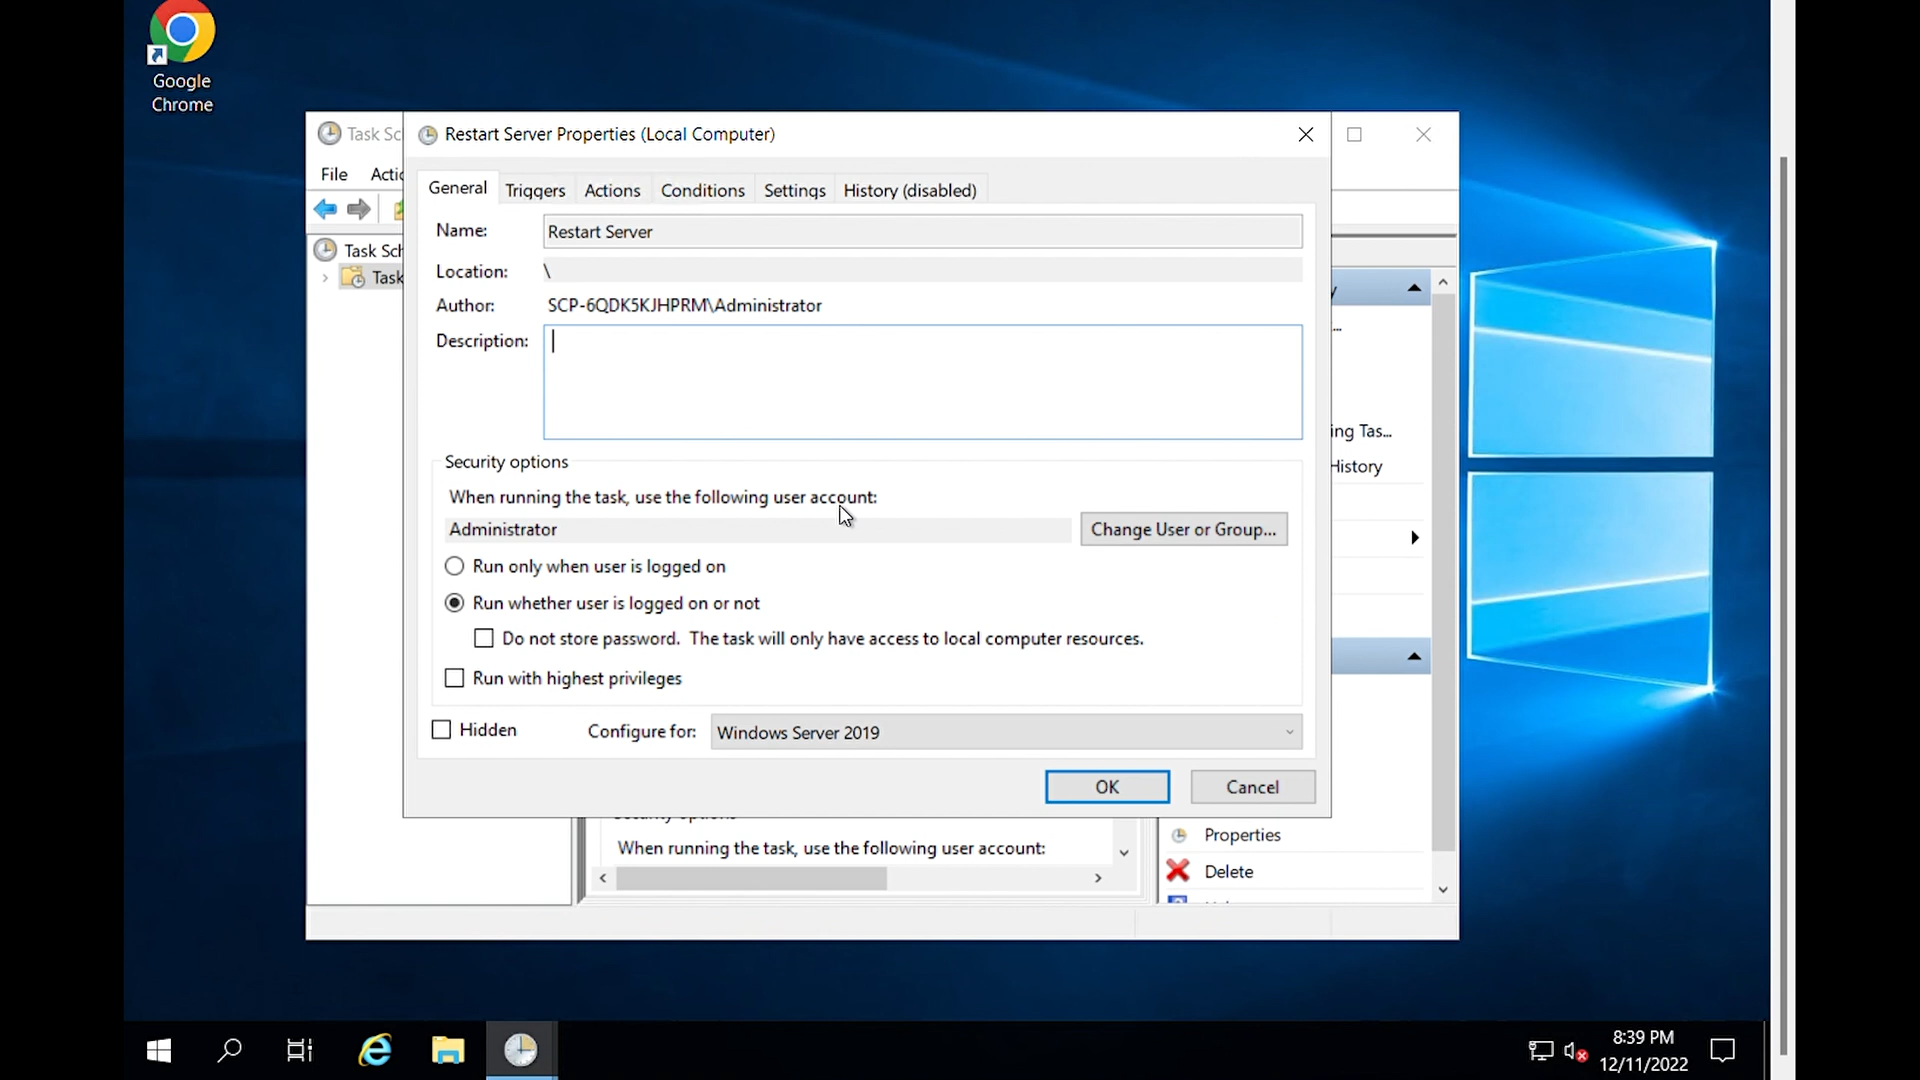 Google
Chrome
Task Sc
Restart Server Properties (Local Computer)
File
Actic
General
Triggers
Actions
Conditions
Settings
History (disabled)
Name:
Restart Server
Task Sch
Location:
\
Task
Author:
SCP-6QDK5KJHPRM\Administrator
Description:
...
ing Tas...
History
Security options
When running the task, use the following user account:
Administrator
Change User or Group...
Run only when user is logged on
Run whether user is logged on or not
Do not store password. The task will only have access to local computer resources.
Run with highest privileges
Hidden
Configure for:
Windows Server 2019
OK
Cancel
When running the task, use the following user account:
Properties
Delete
8:39 PM
12/11/2022